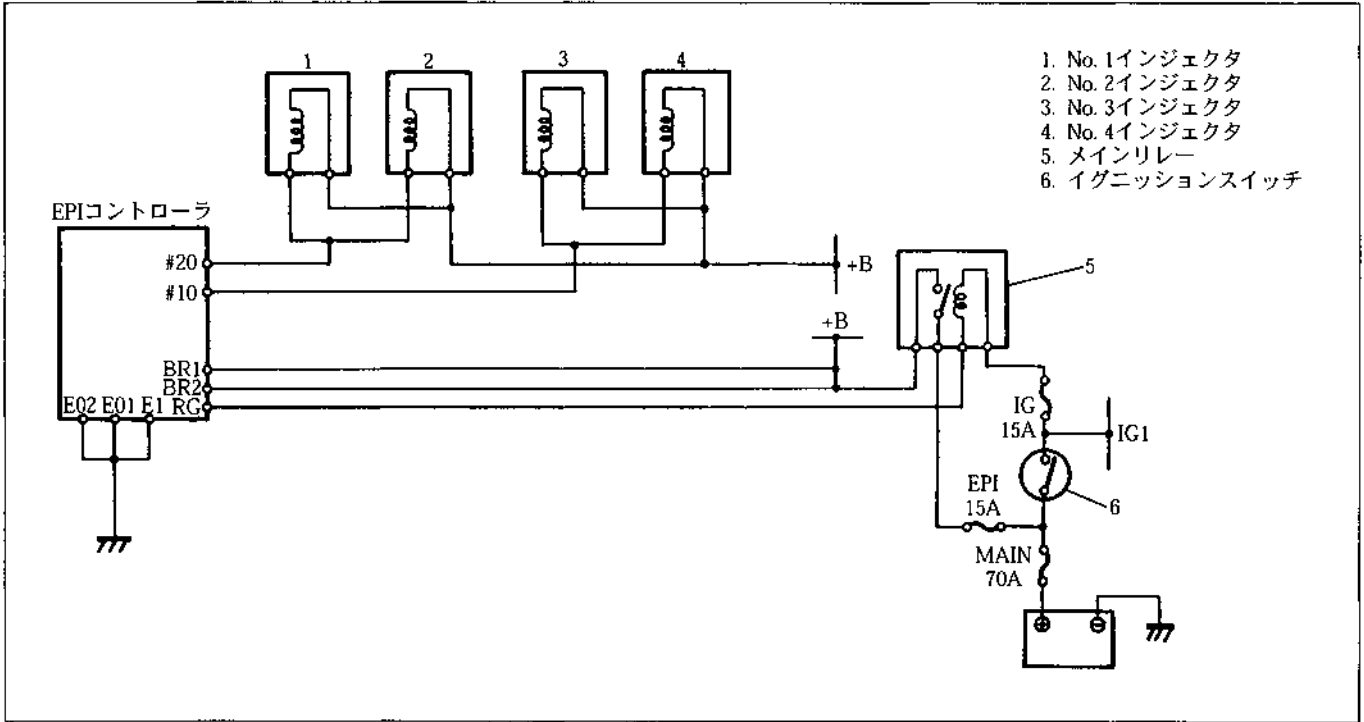 1
2
3
4
1. No. 1インジェクタ
2. No. 2インジェクタ
3. No. 3インジェクタ
4. No. 4インジェクタ
5. メインリレー
6. イグニッションスイッチ
EPIコントローラ
#20
#10
+B
5
+B
BR1
BR2
E02 E01 E1 RG
IG
15A
IG1
EPI
15A
6
MAIN
70A
⊕ ⊖